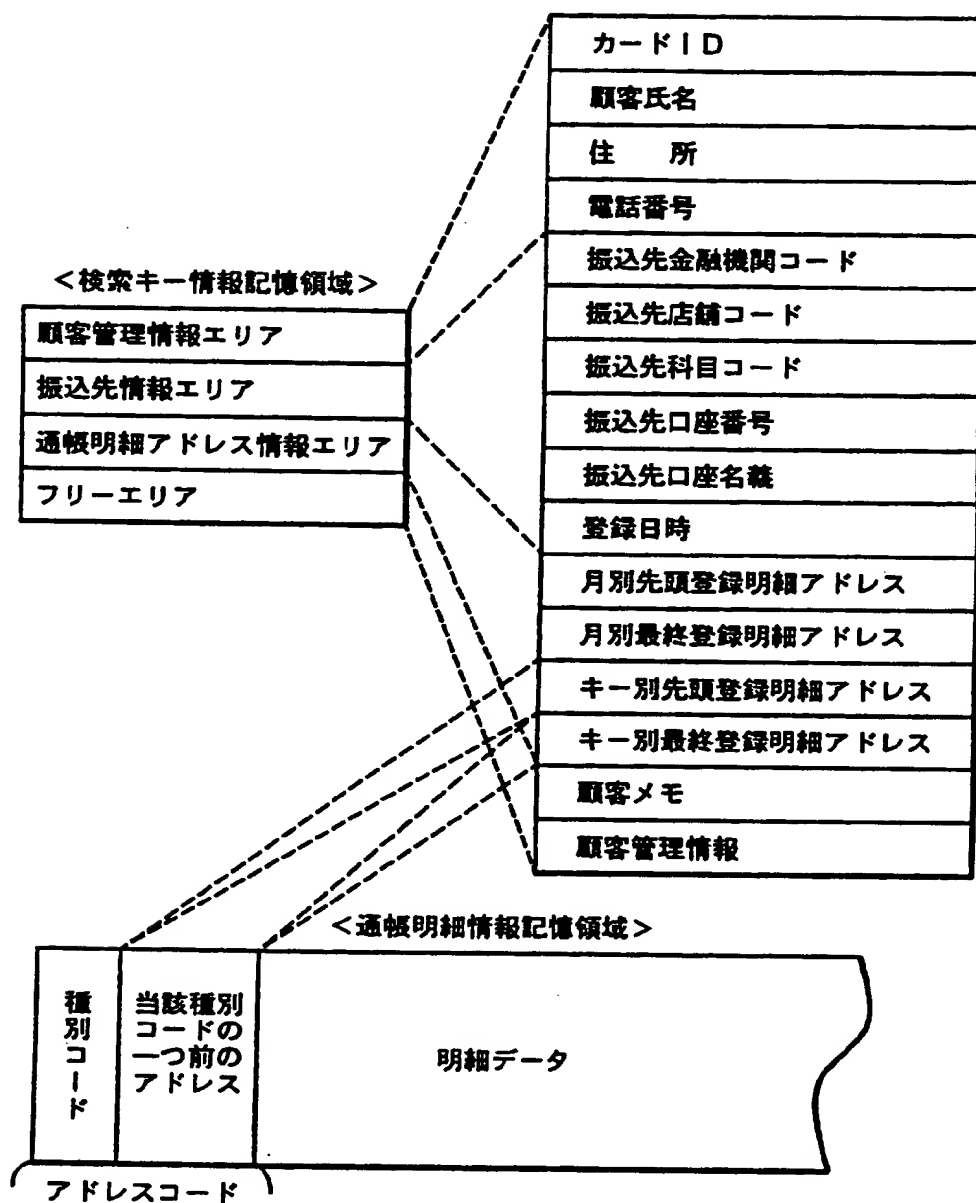 カードID
顧客氏名
住　所
電話番号
振込先金融機関コード
振込先店舗コード
振込先科目コード
振込先口座番号
振込先口座名義
登録日時
月別先頭登録明細アドレス
月別最終登録明細アドレス
キー別先頭登録明細アドレス
キー別最終登録明細アドレス
顧客メモ
顧客管理情報
＜検索キー情報記憶領域＞
顧客管理情報エリア
振込先情報エリア
通帳明細アドレス情報エリア
フリーエリア
＜通帳明細情報記憶領域＞
種別コード
当該種別
コードの
一つ前の
アドレス
明細データ
アドレスコード